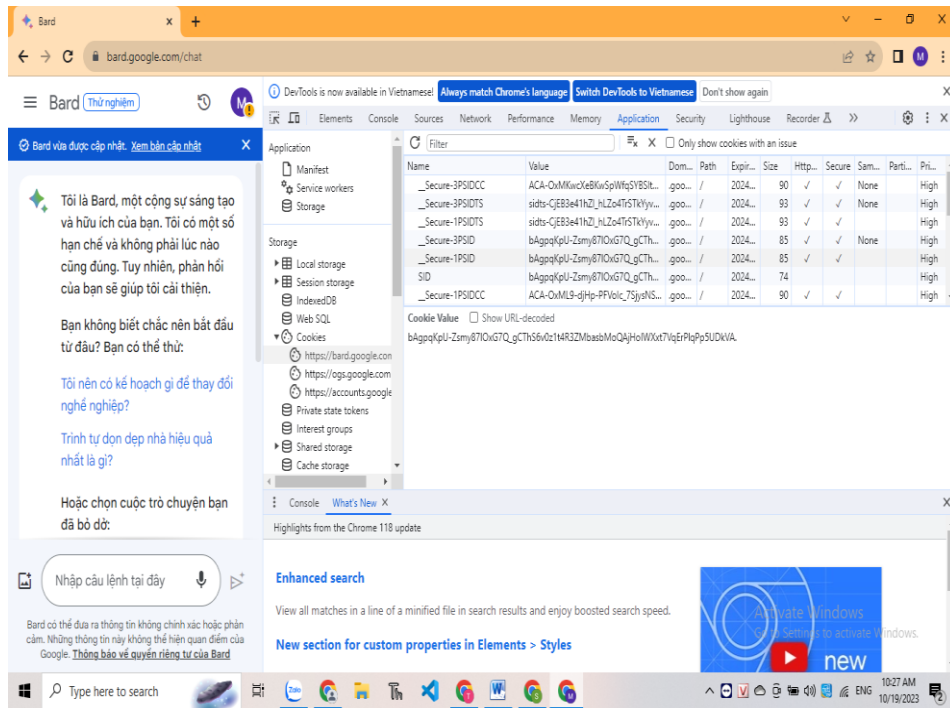 Bard
bard.google.com/chat
M
Bard Thử nghiệm
M
Bard vừa được cập nhật. Xem bản cập nhật X
Tôi là Bard, một cộng sự sáng tạo
và hữu ích của bạn. Tôi có một số
hạn chế và không phải lúc nào
cũng đúng. Tuy nhiên, phản hồi
của bạn sẽ giúp tôi cải thiện.
Bạn không biết chắc nên bắt đầu
từ đâu? Bạn có thể thử:
Tôi nên có kế hoạch gì để thay đổi
nghề nghiệp?
Trình tự dọn dẹp nhà hiệu quả
nhất là gì?
Hoặc chọn cuộc trò chuyện bạn
đã bỏ dở:
Nhập câu lệnh tại đây
Bard có thể đưa ra thông tin không chính xác hoặc phản
cảm. Những thông tin này không thể hiện quan điểm của
Google. Thông báo về quyền riêng tư của Bard
DevTools is now available in Vietnamese! Always match Chrome's language Switch DevTools to Vietnamese Don't show again
Elements Console Sources Network Performance Memory Application Security Lighthouse Recorder
Application
Manifest
Service workers
Storage
Storage
Local storage
Session storage
IndexedDB
Web SQL
Cookies
https://bard.google.con
https://ogs.google.com
https://accounts.google
Private state tokens
Interest groups
Shared storage
Cache storage
Filter Only show cookies with an issue
Name Value Dom... Path Expir... Size Http... Secure Sam... Parti... Pri...
__Secure-3PSIDCC .goo... / 2024... 90 ✓ ✓ None High
__Secure-3PSIDTS .goo... / 2024... 93 ✓ ✓ None High
__Secure-1PSIDTS .goo... / 2024... 93 ✓ ✓ High
__Secure-3PSID .goo... / 2024... 85 ✓ ✓ None High
__Secure-1PSID .goo... / 2024... 85 ✓ ✓ High
SID .goo... / 2024... 74 High
__Secure-1PSIDCC .goo... / 2024... 90 ✓ ✓ High
Cookie Value Show URL-decoded
Console What's New X
Highlights from the Chrome 118 update
Enhanced search
View all matches in a line of a minified file in search results and enjoy boosted search speed.
New section for custom properties in Elements > Styles
Activate Windows
Go to Settings to activate Windows.
new
Type here to search
Zalo
ENG
10:27 AM
10/19/2023
2